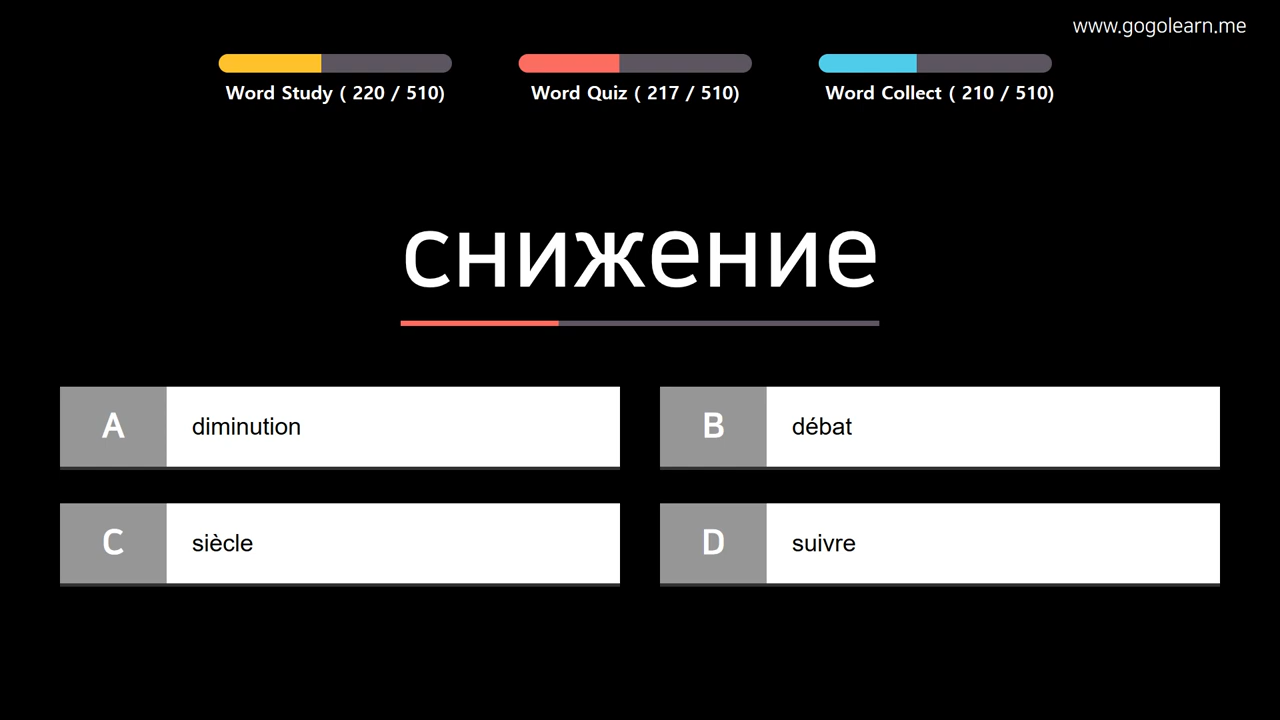 www.gogolearn.me
Word Study ( 220 / 510)
Word Quiz ( 217 / 510)
Word Collect ( 210 / 510)
снижение
A diminution
B débat
C siècle
D suivre